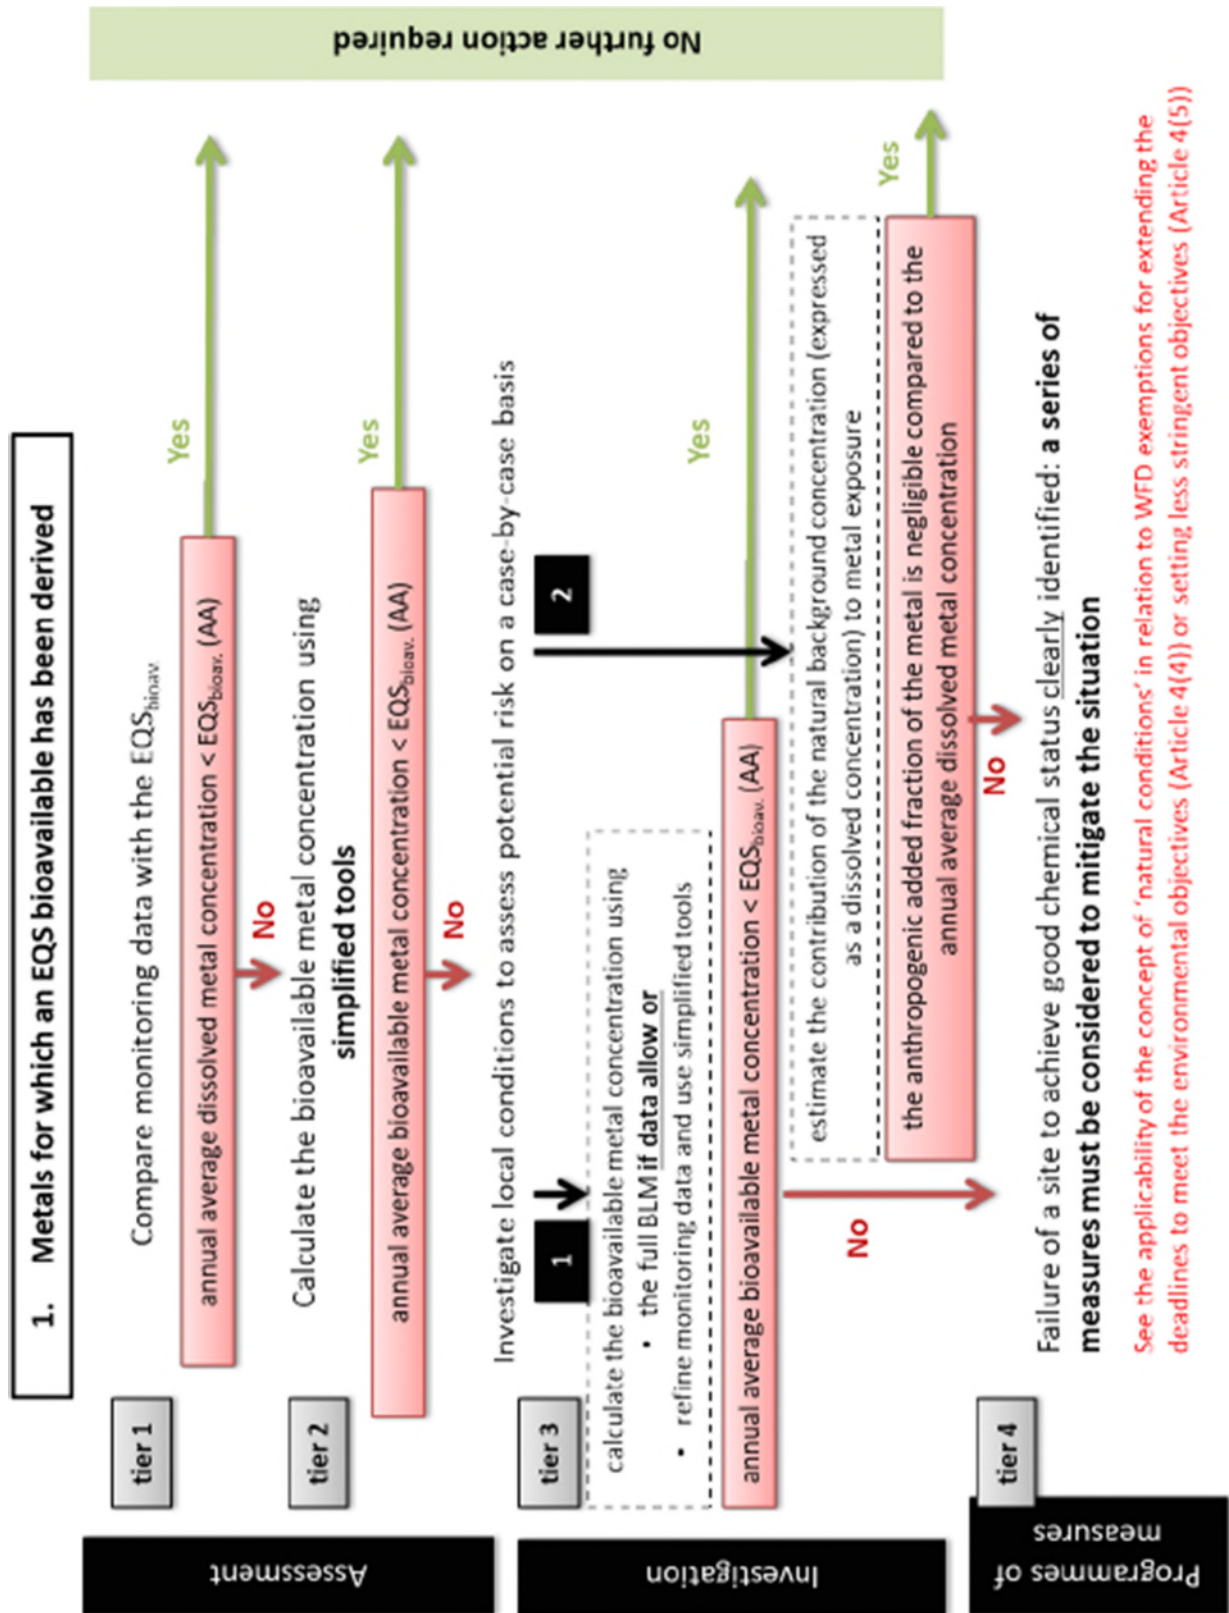 1. Metals for which an EQS bioavailable has been derived
Assessment
tier 1
Compare monitoring data with the EQSbioav.
annual average dissolved metal concentration < EQSbioav. (AA)
Yes
No
tier 2
Calculate the bioavailable metal concentration using
simplified tools
annual average bioavailable metal concentration < EQSbioav. (AA)
Yes
No
Investigation
tier 3
Investigate local conditions to assess potential risk on a case-by-case basis
1
calculate the bioavailable metal concentration using
• the full BLM if data allow or
• refine monitoring data and use simplified tools
annual average bioavailable metal concentration < EQSbioav. (AA)
Yes
No
2
estimate the contribution of the natural background concentration (expressed
as a dissolved concentration) to metal exposure
the anthropogenic added fraction of the metal is negligible compared to the
annual average dissolved metal concentration
Yes
No
No further action required
Programmes of
measures
tier 4
Failure of a site to achieve good chemical status clearly identified: a series of
measures must be considered to mitigate the situation
See the applicability of the concept of 'natural conditions' in relation to WFD exemptions for extending the
deadlines to meet the environmental objectives (Article 4(4)) or setting less stringent objectives (Article 4(5))